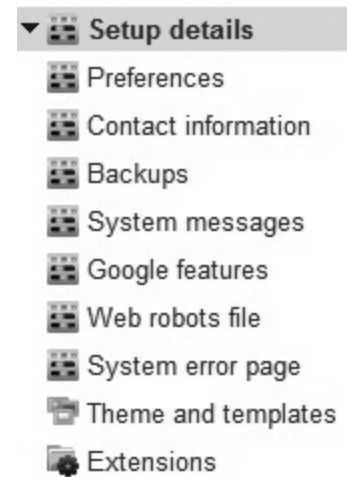 Setup details
Preferences
Contact information
Backups
System messages
Google features
Web robots file
System error page
Theme and templates
Extensions